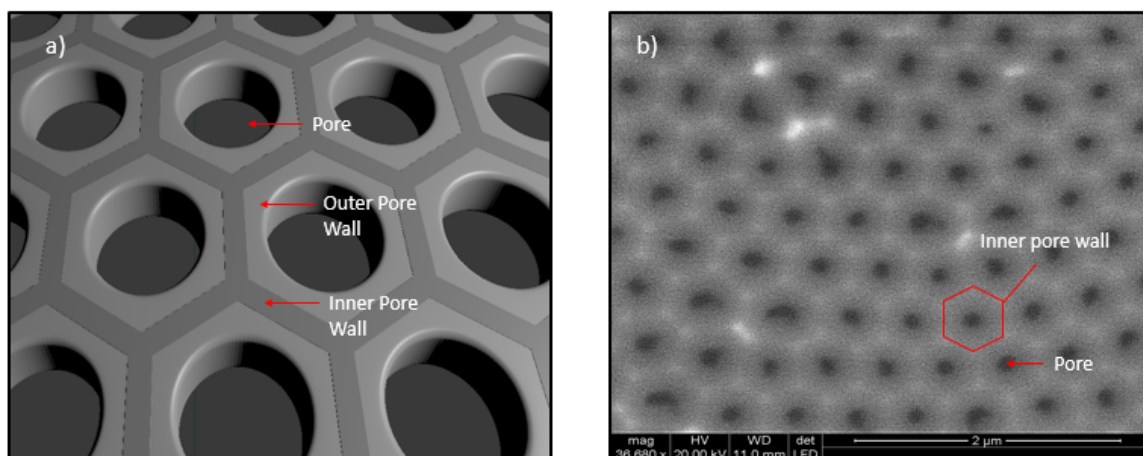 a)
Pore
Outer Pore
Wall
Inner Pore
Wall
b)
Inner pore wall
Pore
mag HV WD det
36 680 x 20.00 kV 11.0 mm LED 2 µm